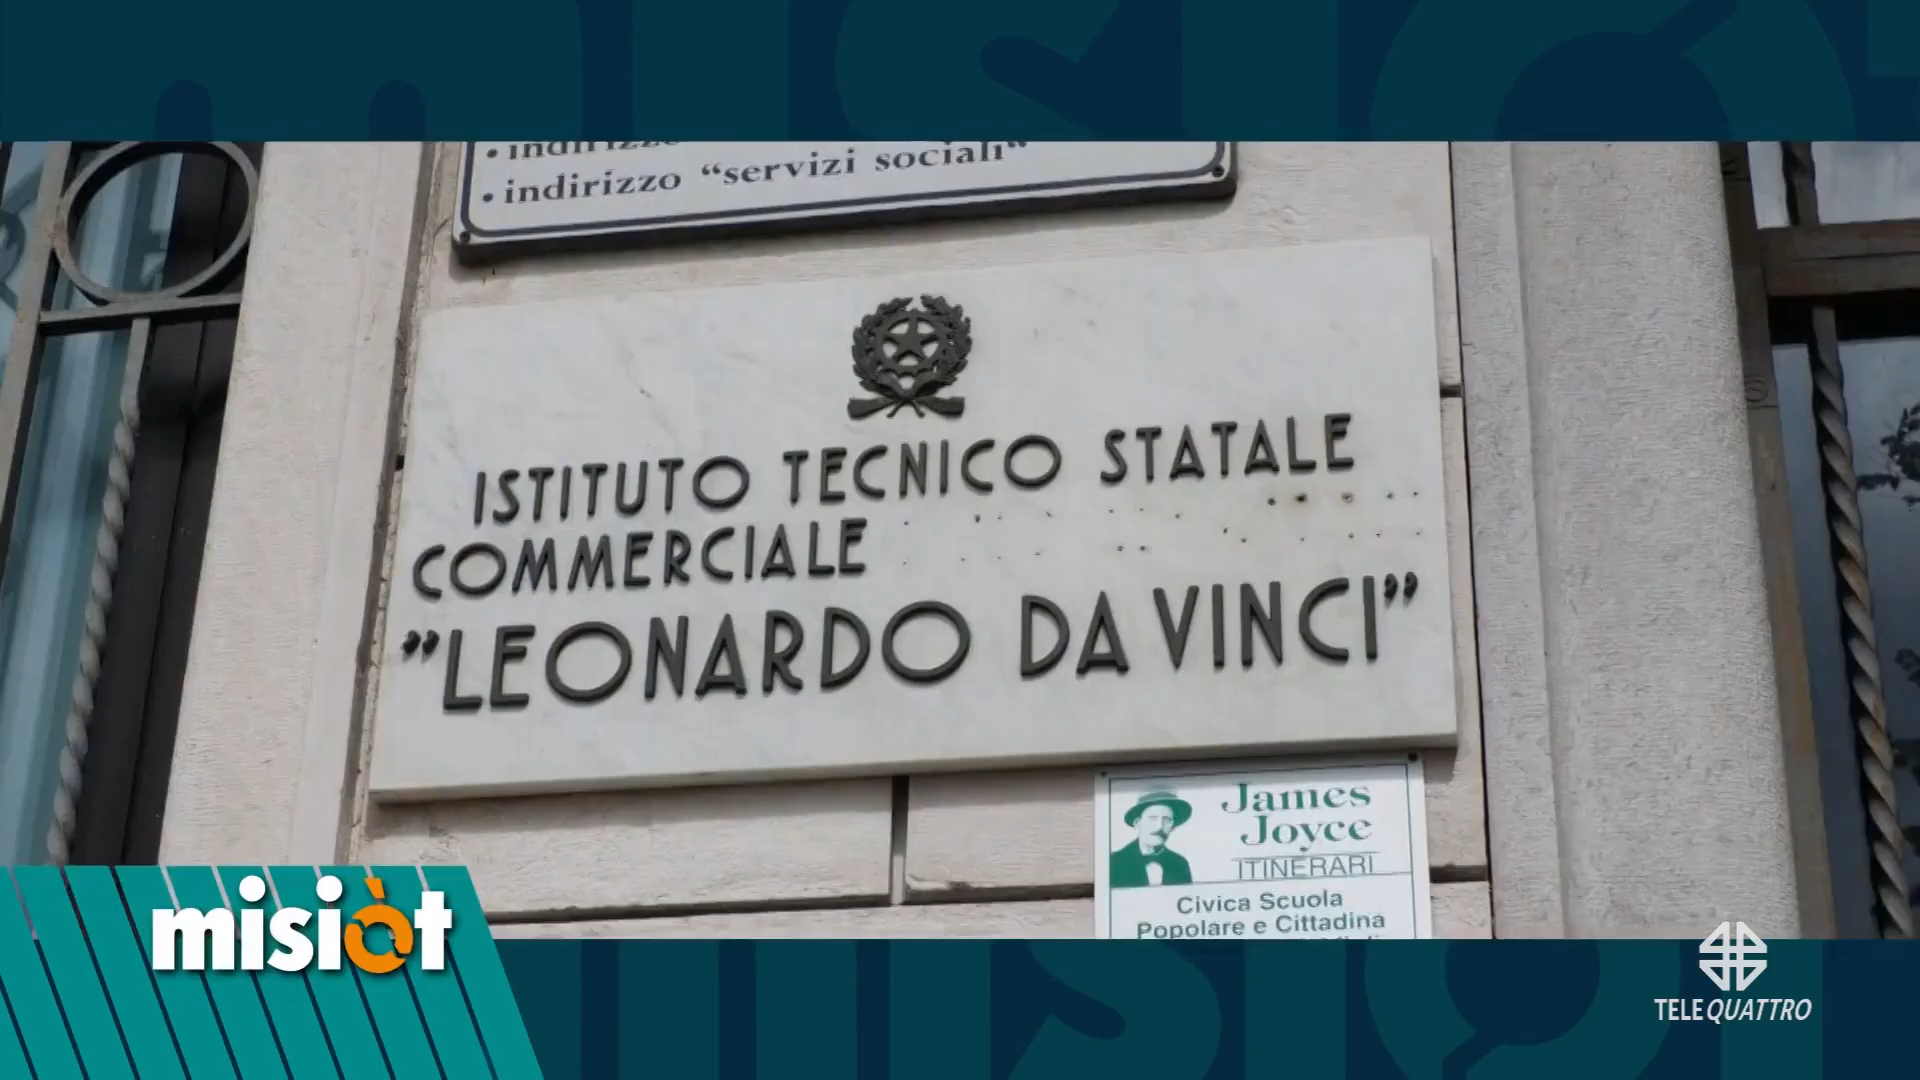 • indirizzo
• indirizzo “servizi sociali“
ISTITUTO TECNICO STATALE
COMMERCIALE
”LEONARDO DA VINCI”
James
Joyce
ITINERARI
Civica Scuola
Popolare e Cittadina
misiòt
TELEQUATTRO